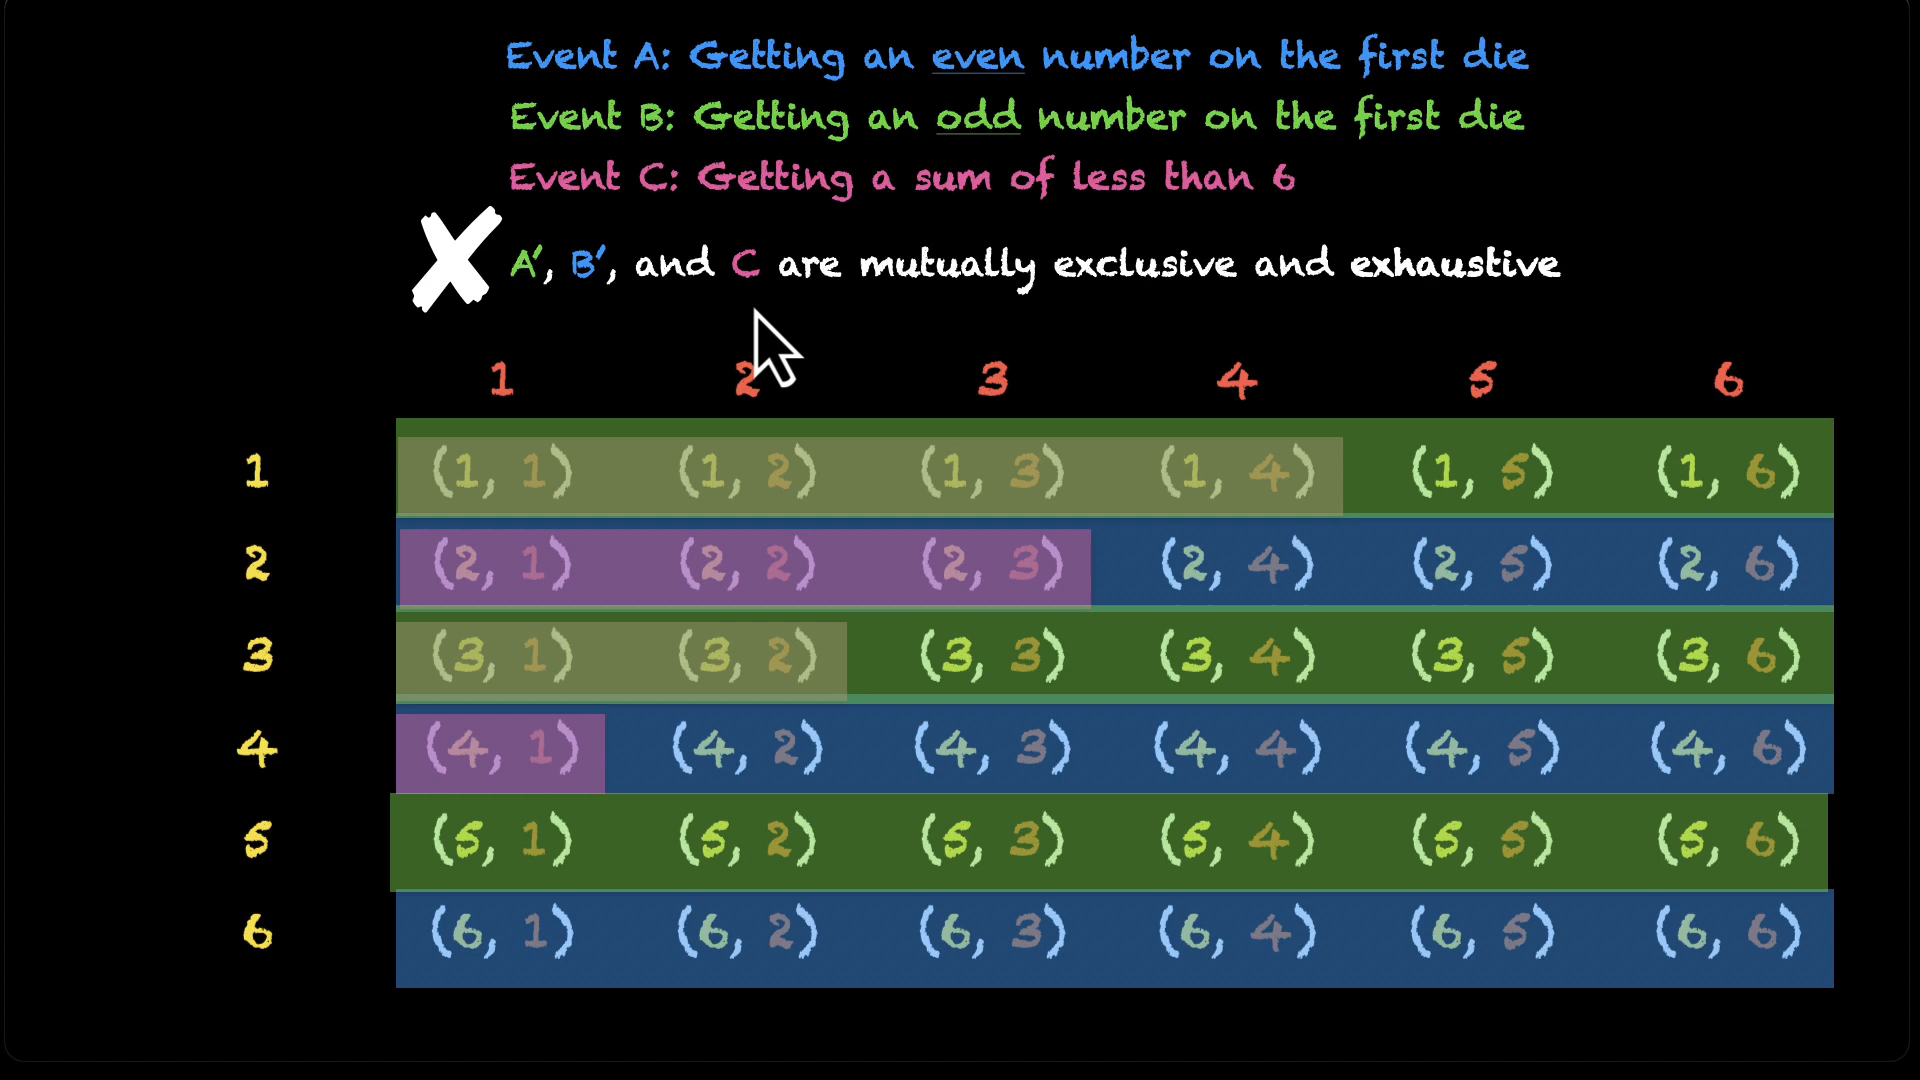 Event A: Getting an even number on the first die
Event B: Getting an odd number on the first die
Event C: Getting a sum of less than 6
A′, B′, and C are mutually exclusive and exhaustive
1 2 3 4 5 6
1 (1, 1) (1, 2) (1, 3) (1, 4) (1, 5) (1, 6)
2 (2, 1) (2, 2) (2, 3) (2, 4) (2, 5) (2, 6)
3 (3, 1) (3, 2) (3, 3) (3, 4) (3, 5) (3, 6)
4 (4, 1) (4, 2) (4, 3) (4, 4) (4, 5) (4, 6)
5 (5, 1) (5, 2) (5, 3) (5, 4) (5, 5) (5, 6)
6 (6, 1) (6, 2) (6, 3) (6, 4) (6, 5) (6, 6)